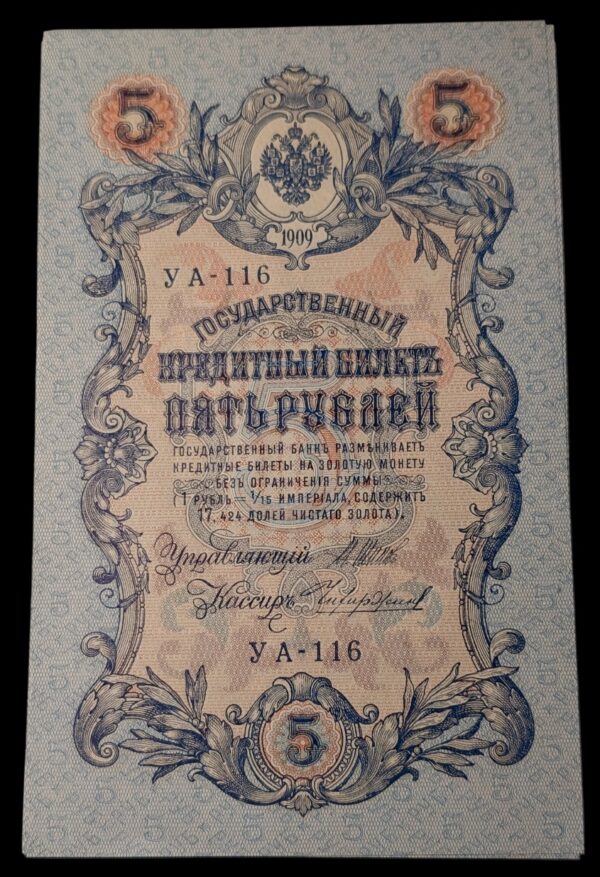 5 5
1909
УА-116
ГОСУДАРСТВЕННЫЙ
КРЕДИТНЫЙ БИЛЕТЪ
ПЯТЬ РУБЛЕЙ
ГОСУДАРСТВЕННЫЙ БАНКЪ РАЗМѢНИВАЕТЪ
КРЕДИТНЫЕ БИЛЕТЫ НА ЗОЛОТУЮ МОНЕТУ
БЕЗЪ ОГРАНИЧЕНІЯ СУММЫ
(1 РУБЛЬ = 1/15 ИМПЕРІАЛА, СОДЕРЖИТЪ
17,424 ДОЛЕЙ ЧИСТАГО ЗОЛОТА).
Управляющій
Кассиръ
УА-116
5